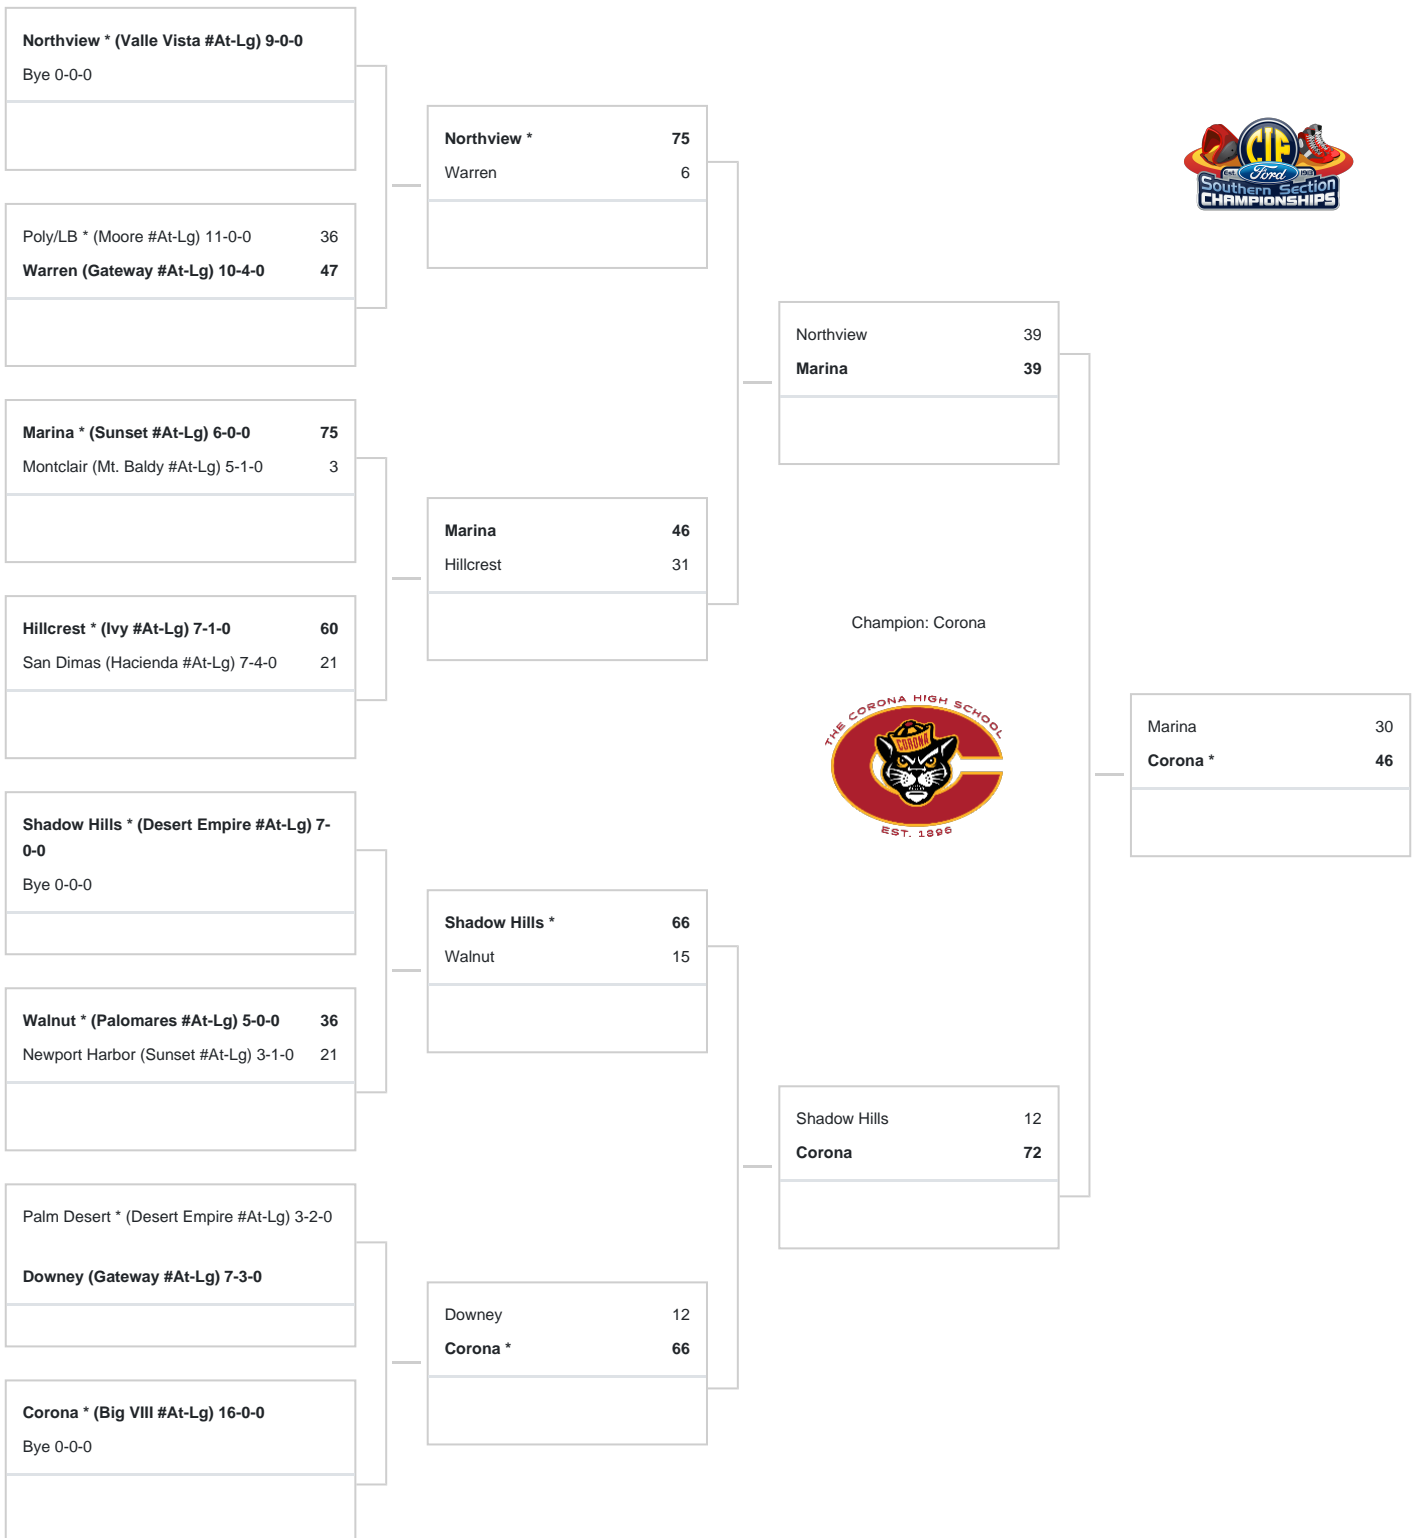 Northview * (Valle Vista #At-Lg) 9-0-0
Bye 0-0-0
Poly/LB * (Moore #At-Lg) 11-0-0 36
Warren (Gateway #At-Lg) 10-4-0 47
Marina * (Sunset #At-Lg) 6-0-0 75
Montclair (Mt. Baldy #At-Lg) 5-1-0 3
Hillcrest * (Ivy #At-Lg) 7-1-0 60
San Dimas (Hacienda #At-Lg) 7-4-0 21
Shadow Hills * (Desert Empire #At-Lg) 7-
0-0
Bye 0-0-0
Walnut * (Palomares #At-Lg) 5-0-0 36
Newport Harbor (Sunset #At-Lg) 3-1-0 21
Palm Desert * (Desert Empire #At-Lg) 3-2-0
Downey (Gateway #At-Lg) 7-3-0
Corona * (Big VIII #At-Lg) 16-0-0
Bye 0-0-0
Northview * 75
Warren 6
Marina 46
Hillcrest 31
Shadow Hills * 66
Walnut 15
Downey 12
Corona * 66
Northview 39
Marina 39
Shadow Hills 12
Corona 72
Marina 30
Corona * 46
CIF
Est. Ford 1913
Southern Section
CHAMPIONSHIPS
Champion: Corona
THE CORONA HIGH SCHOOL
CORONA
EST. 1896